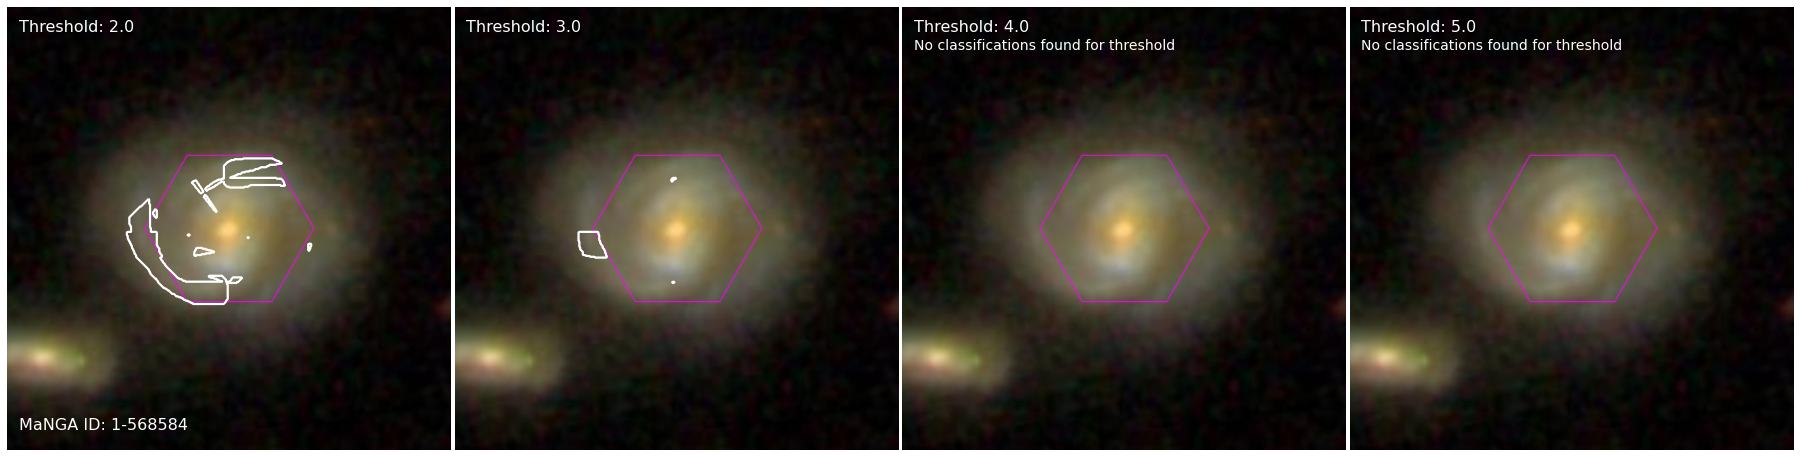 Threshold: 2.0
MaNGA ID: 1-568584
Threshold: 3.0
Threshold: 4.0
No classifications found for threshold
Threshold: 5.0
No classifications found for threshold